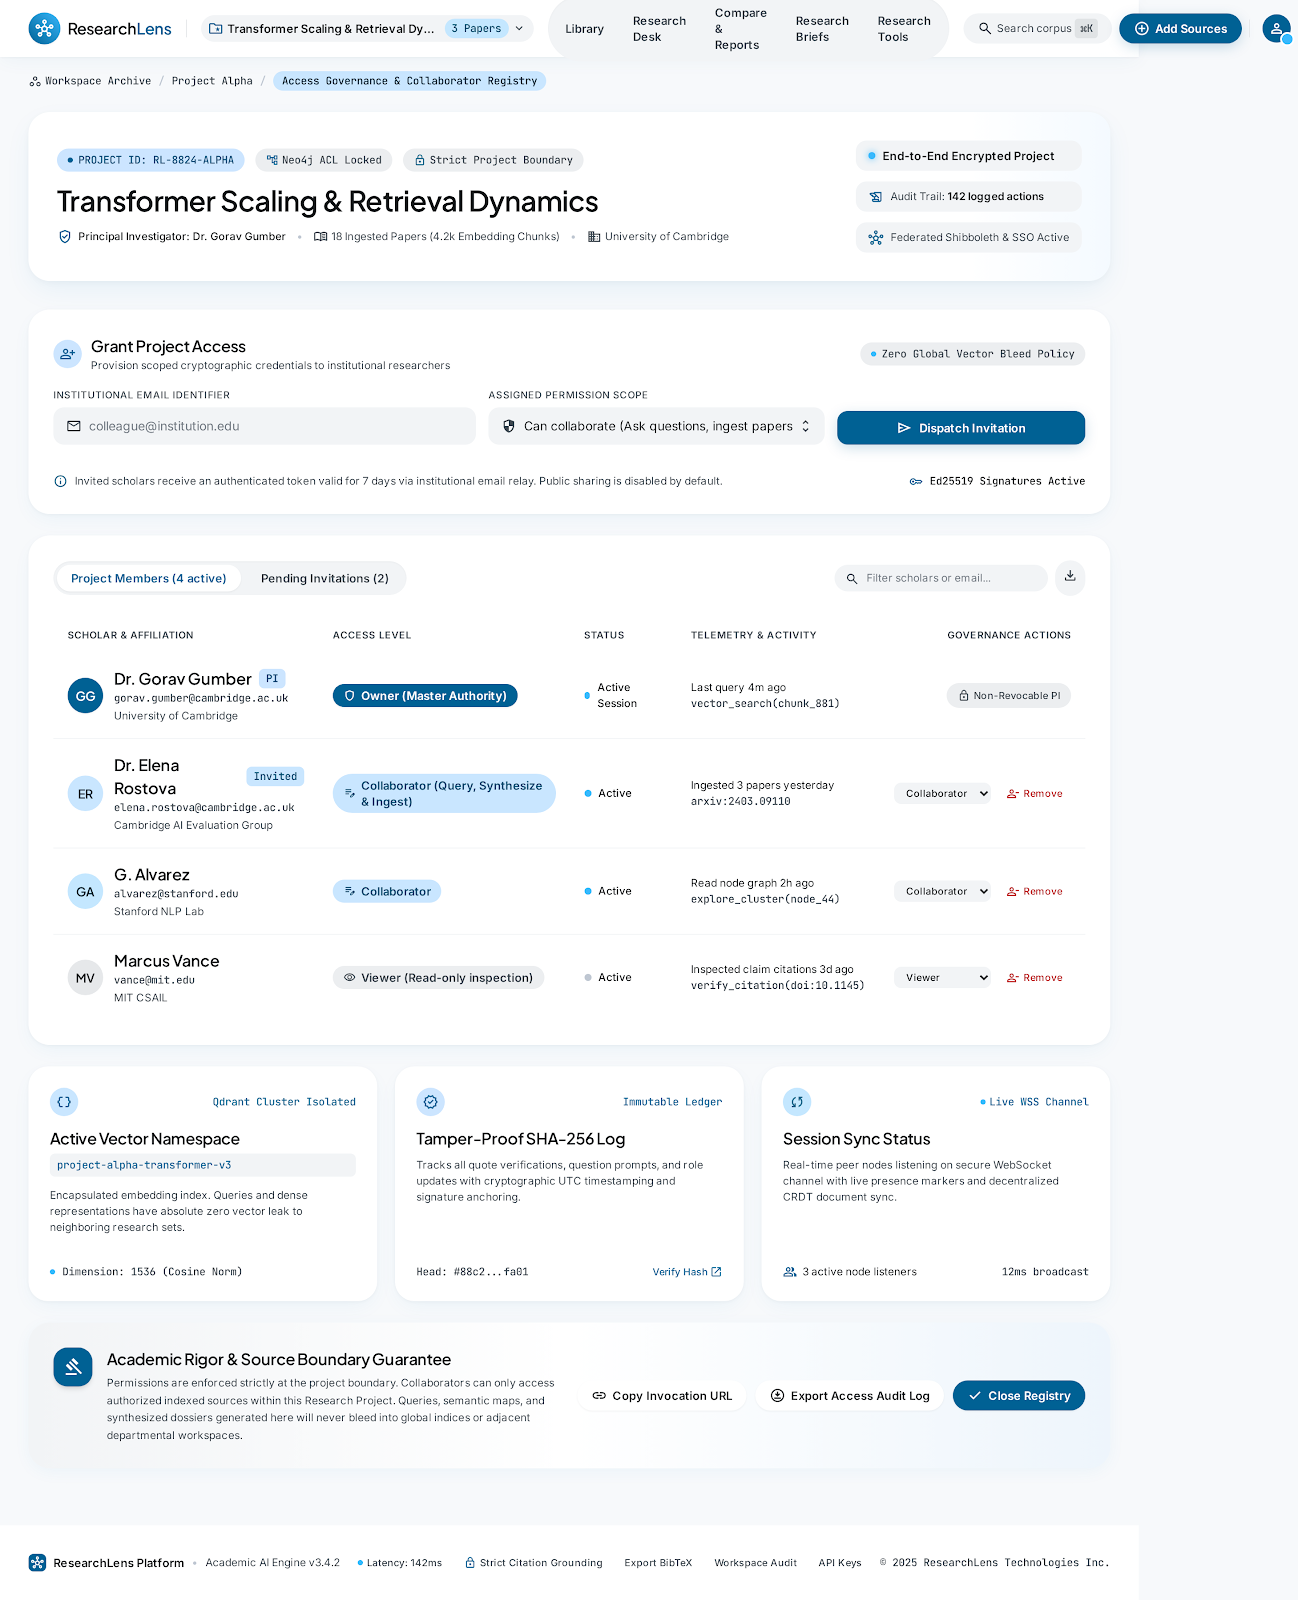 ResearchLens
Transformer Scaling & Retrieval Dy... 3 Papers
Library
Research Desk
Compare & Reports
Research Briefs
Research Tools
Search corpus ⌘K
Add Sources
Workspace Archive / Project Alpha / Access Governance & Collaborator Registry
PROJECT ID: RL-8824-ALPHA
Neo4j ACL Locked
Strict Project Boundary
Transformer Scaling & Retrieval Dynamics
Principal Investigator: Dr. Gorav Gumber • 18 Ingested Papers (4.2k Embedding Chunks) • University of Cambridge
End-to-End Encrypted Project
Audit Trail: 142 logged actions
Federated Shibboleth & SSO Active
Grant Project Access
Provision scoped cryptographic credentials to institutional researchers
Zero Global Vector Bleed Policy
INSTITUTIONAL EMAIL IDENTIFIER
colleague@institution.edu
ASSIGNED PERMISSION SCOPE
Can collaborate (Ask questions, ingest papers
Dispatch Invitation
Invited scholars receive an authenticated token valid for 7 days via institutional email relay. Public sharing is disabled by default.
Ed25519 Signatures Active
Project Members (4 active)
Pending Invitations (2)
Filter scholars or email...
SCHOLAR & AFFILIATION ACCESS LEVEL STATUS TELEMETRY & ACTIVITY GOVERNANCE ACTIONS
GG
Dr. Gorav Gumber PI
gorav.gumber@cambridge.ac.uk
University of Cambridge
Owner (Master Authority)
Active
Session
Last query 4m ago
vector_search(chunk_881)
Non-Revocable PI
ER
Dr. Elena
Rostova
Invited
elena.rostova@cambridge.ac.uk
Cambridge AI Evaluation Group
Collaborator (Query, Synthesize
& Ingest)
Active
Ingested 3 papers yesterday
arxiv:2403.09110
Collaborator
Remove
GA
G. Alvarez
alvarez@stanford.edu
Stanford NLP Lab
Collaborator
Active
Read node graph 2h ago
explore_cluster(node_44)
Collaborator
Remove
MV
Marcus Vance
vance@mit.edu
MIT CSAIL
Viewer (Read-only inspection)
Active
Inspected claim citations 3d ago
verify_citation(doi:10.1145)
Viewer
Remove
Qdrant Cluster Isolated
Active Vector Namespace
project-alpha-transformer-v3
Encapsulated embedding index. Queries and dense
representations have absolute zero vector leak to
neighboring research sets.
Dimension: 1536 (Cosine Norm)
Immutable Ledger
Tamper-Proof SHA-256 Log
Tracks all quote verifications, question prompts, and role
updates with cryptographic UTC timestamping and
signature anchoring.
Head: #88c2...fa01
Verify Hash
Live WSS Channel
Session Sync Status
Real-time peer nodes listening on secure WebSocket
channel with live presence markers and decentralized
CRDT document sync.
3 active node listeners
12ms broadcast
Academic Rigor & Source Boundary Guarantee
Permissions are enforced strictly at the project boundary. Collaborators can only access
authorized indexed sources within this Research Project. Queries, semantic maps, and
synthesized dossiers generated here will never bleed into global indices or adjacent
departmental workspaces.
Copy Invocation URL
Export Access Audit Log
Close Registry
ResearchLens Platform • Academic AI Engine v3.4.2
Latency: 142ms
Strict Citation Grounding
Export BibTeX
Workspace Audit
API Keys
© 2025 ResearchLens Technologies Inc.